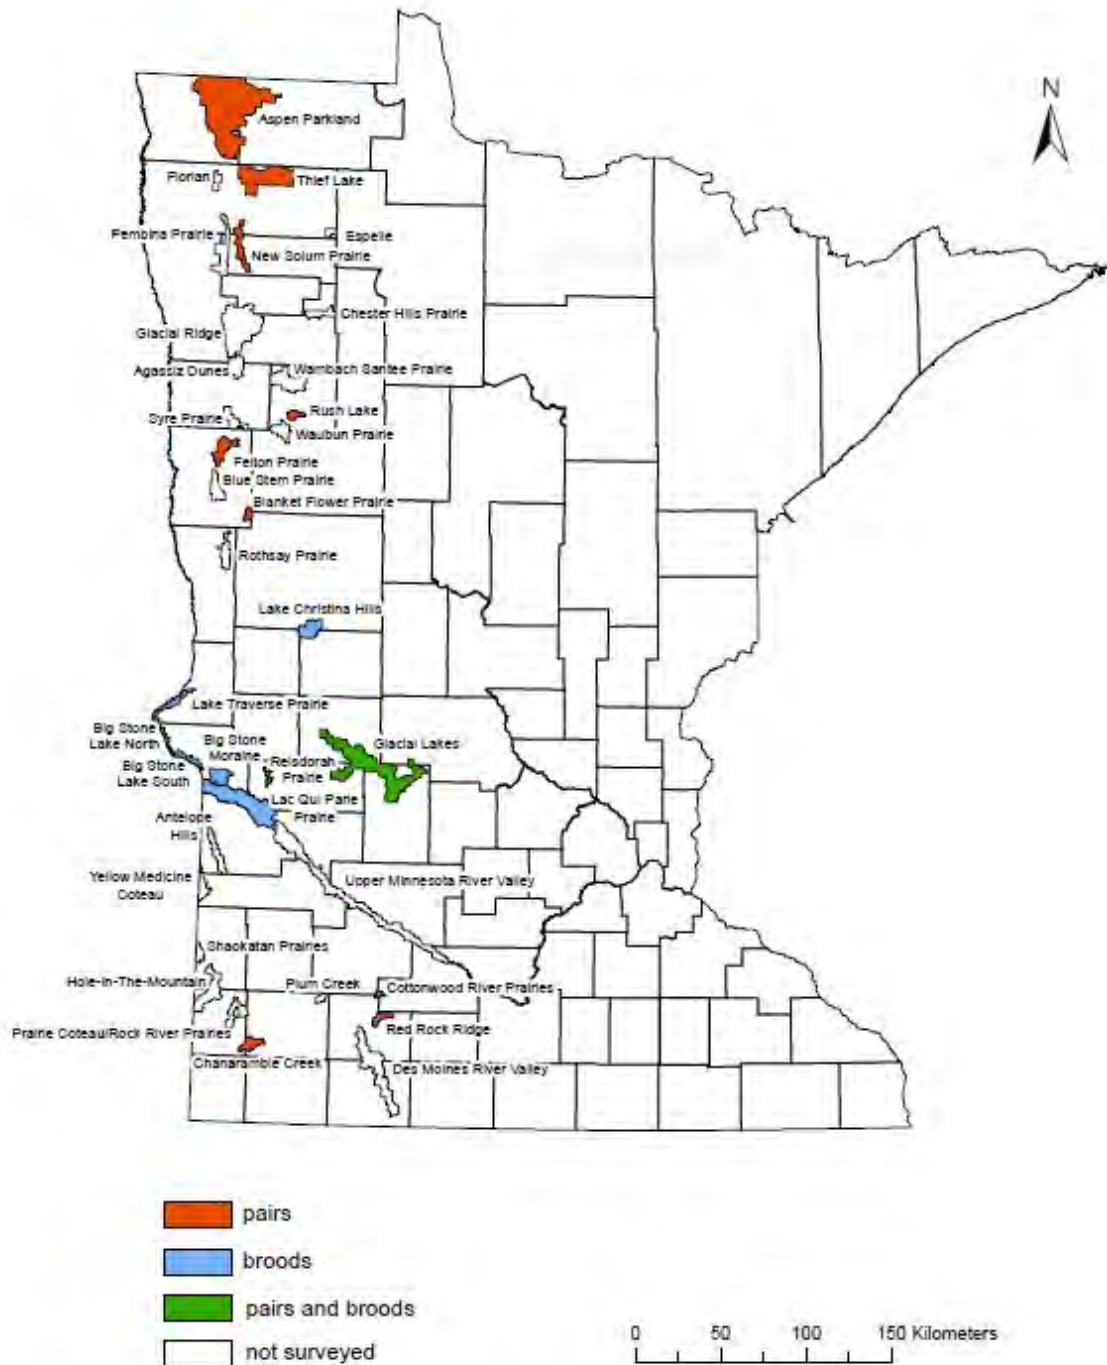 N
Aspen Parkland
Florian
Thief Lake
Pembina Prairie
Espelie
New Solum Prairie
Chester Hills Prairie
Glacial Ridge
Agassiz Dunes
Wambach Santee Prairie
Syre Prairie
Rush Lake
Waubun Prairie
Felton Prairie
Blue Stem Prairie
Blanket Flower Prairie
Rothsay Prairie
Lake Christina Hills
Lake Traverse Prairie
Big Stone
Lake North
Big Stone
Moraine
Glacial Lakes
Reisdorah
Prairie
Big Stone
Lake South
Lac Qui Parle
Prairie
Antelope
Hills
Yellow Medicine
Coteau
Upper Minnesota River Valley
Shaokatan Prairies
Hole-In-The-Mountain
Plum Creek
Cottonwood River Prairies
Prairie Coteau/Rock River Prairies
Red Rock Ridge
Chanarambie Creek
Des Moines River Valley
pairs
broods
pairs and broods
not surveyed
0 50 100 150 Kilometers